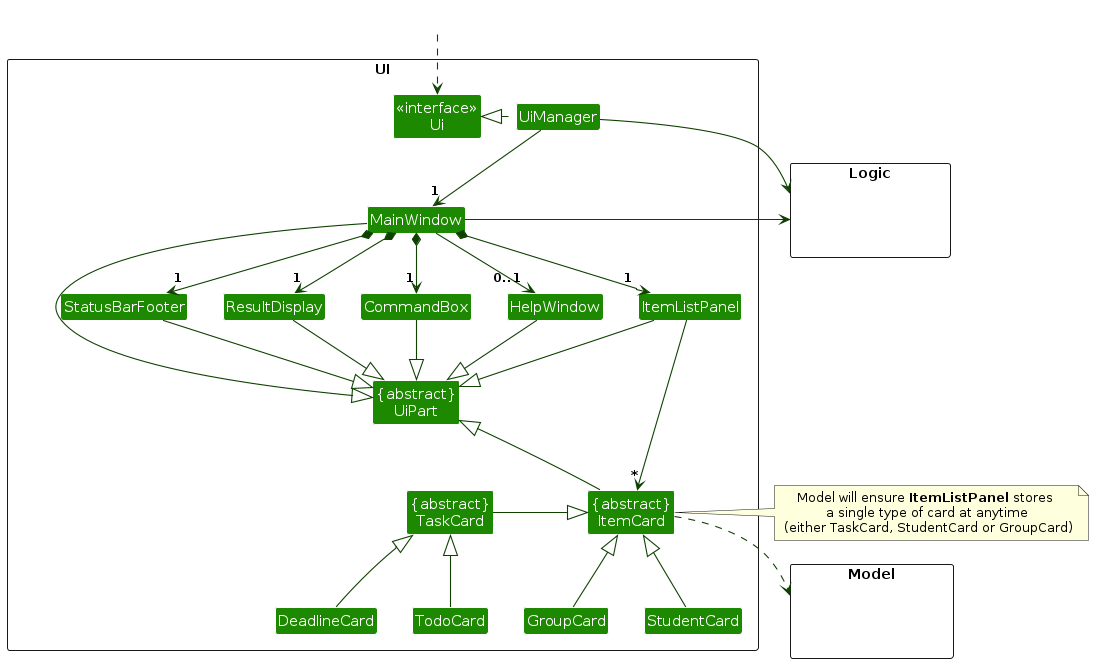 UI
«interface»
Ui
UiManager
Logic
1
MainWindow
1
1
1
0..1
1
StatusBarFooter
ResultDisplay
CommandBox
HelpWindow
ItemListPanel
{abstract}
UiPart
*
{abstract}
TaskCard
{abstract}
ItemCard
Model will ensure ItemListPanel stores
a single type of card at anytime
(either TaskCard, StudentCard or GroupCard)
Model
DeadlineCard
TodoCard
GroupCard
StudentCard